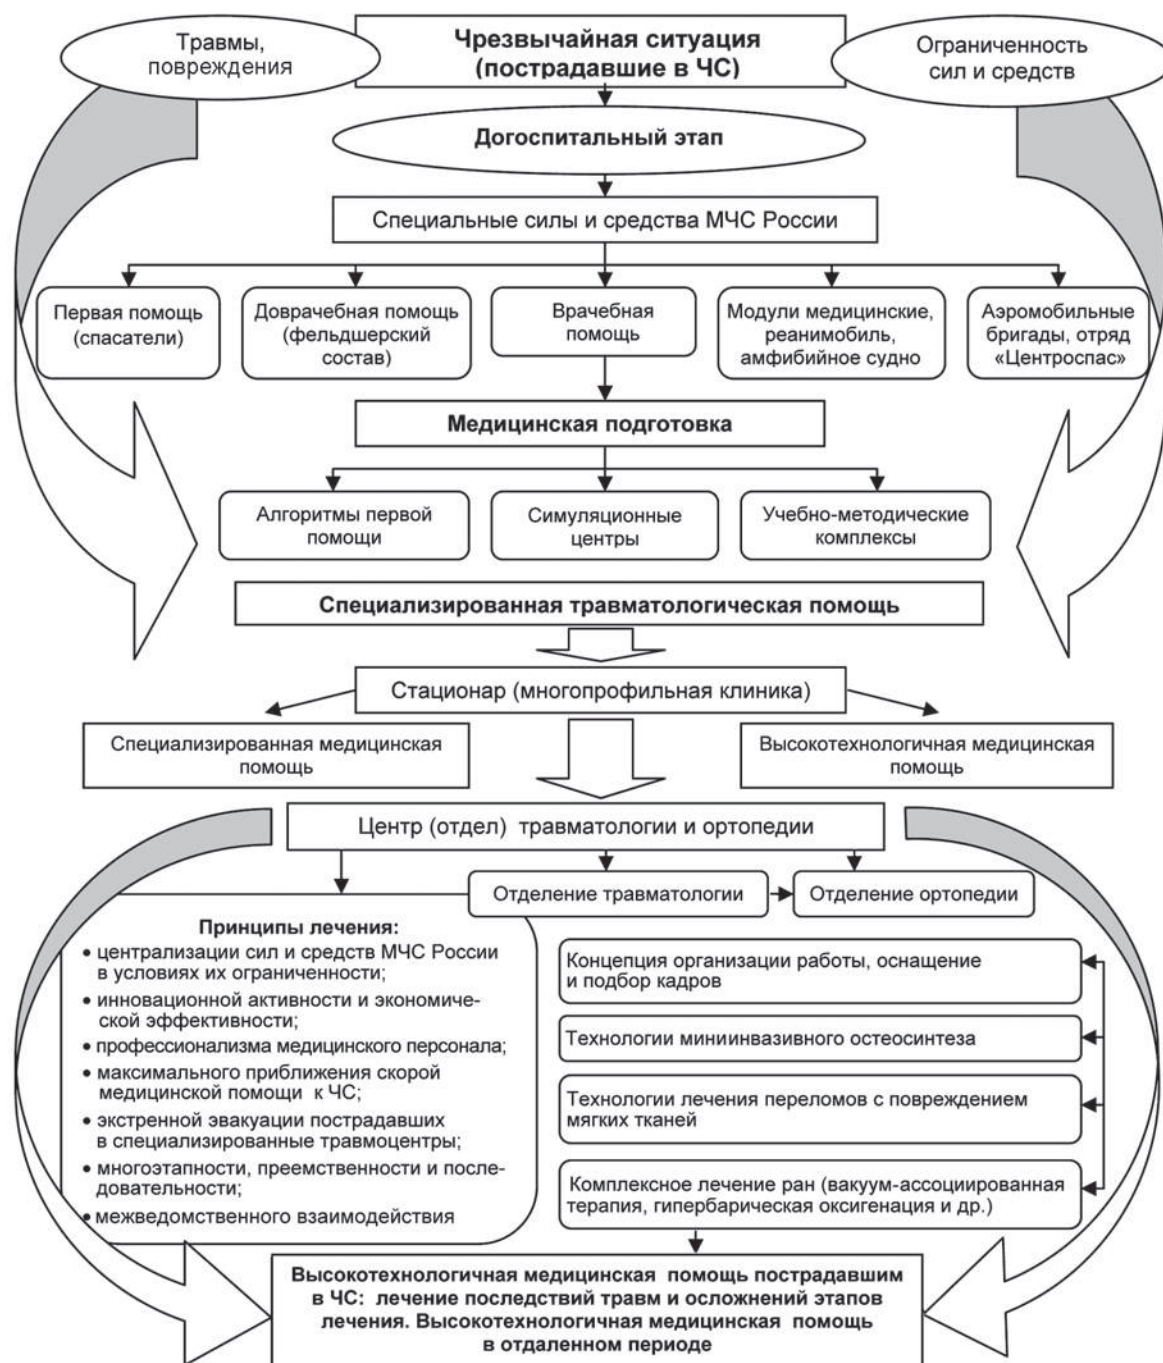 Травмы,
повреждения
Чрезвычайная ситуация
(пострадавшие в ЧС)
Ограниченность
сил и средств
Догоспитальный этап
Специальные силы и средства МЧС России
Первая помощь
(спасатели)
Доврачебная помощь
(фельдшерский
состав)
Врачебная
помощь
Модули медицинские,
реанимобиль,
амфибийное судно
Аэромобильные
бригады, отряд
«Центроспас»
Медицинская подготовка
Алгоритмы первой
помощи
Симуляционные
центры
Учебно-методические
комплексы
Специализированная травматологическая помощь
Стационар (многопрофильная клиника)
Специализированная медицинская
помощь
Высокотехнологичная медицинская
помощь
Центр (отдел) травматологии и ортопедии
Отделение травматологии
Отделение ортопедии
Принципы лечения:
• централизации сил и средств МЧС России
в условиях их ограниченности;
• инновационной активности и экономиче-
ской эффективности;
• профессионализма медицинского персонала;
• максимального приближения скорой
медицинской помощи к ЧС;
• экстренной эвакуации пострадавших
в специализированные травмоцентры;
• многоэтапности, преемственности и после-
довательности;
• межведомственного взаимодействия
Концепция организации работы, оснащение
и подбор кадров
Технологии миниинвазивного остеосинтеза
Технологии лечения переломов с повреждением
мягких тканей
Комплексное лечение ран (вакуум-ассоциированная
терапия, гипербарическая оксигенация и др.)
Высокотехнологичная медицинская помощь пострадавшим
в ЧС: лечение последствий травм и осложнений этапов
лечения. Высокотехнологичная медицинская помощь
в отдаленном периоде